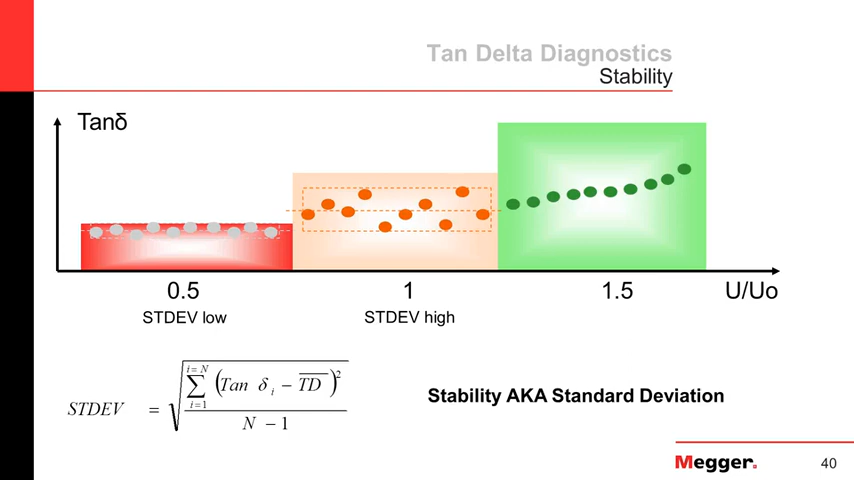 Tan Delta Diagnostics
Stability
Tanδ
0.5 1 1.5 U/Uo
STDEV low STDEV high
STDEV = √( ∑_{i=1}^{i=N} (Tan δ_i − \overline{TD})² / (N − 1) )
Stability AKA Standard Deviation
Megger.
40